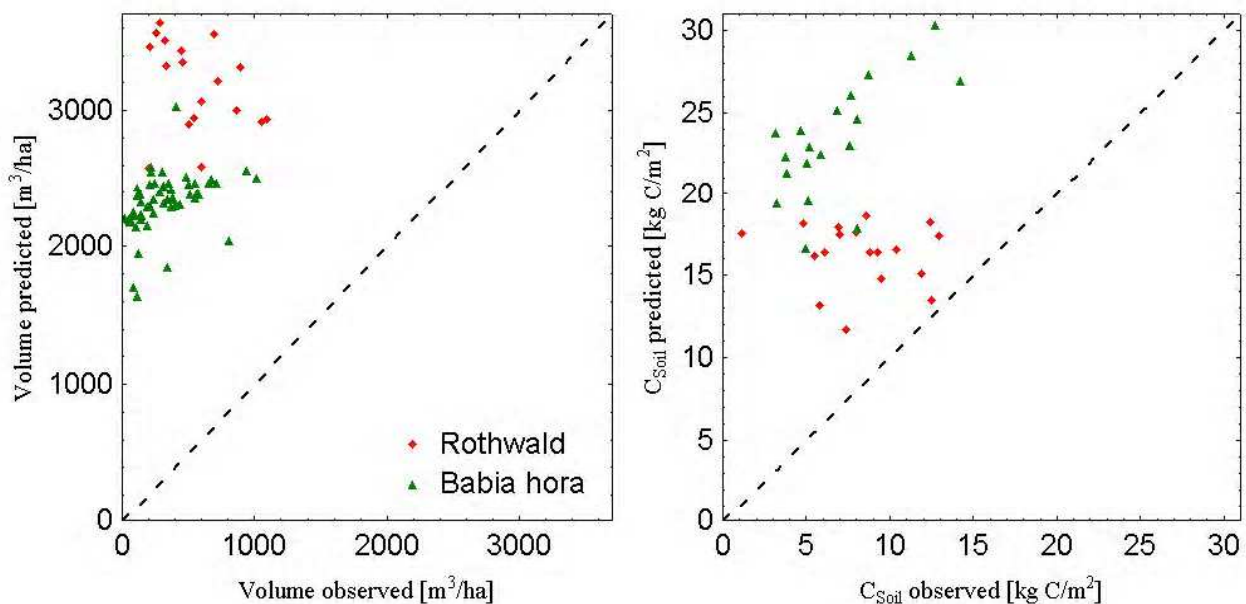 Volume predicted [m³/ha]
3000
2000
1000
0
0 1000 2000 3000
Volume observed [m³/ha]
Rothwald
Babia hora
C_Soil predicted [kg C/m²]
30
25
20
15
10
5
0
0 5 10 15 20 25 30
C_Soil observed [kg C/m²]